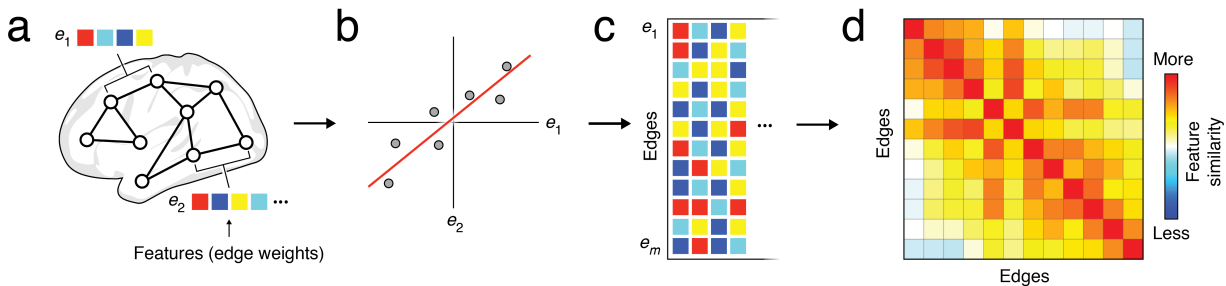 a
e1
e2
...
Features (edge weights)
b
e1
e2
c
e1
Edges
em
...
d
Edges
Edges
More
Feature
similarity
Less